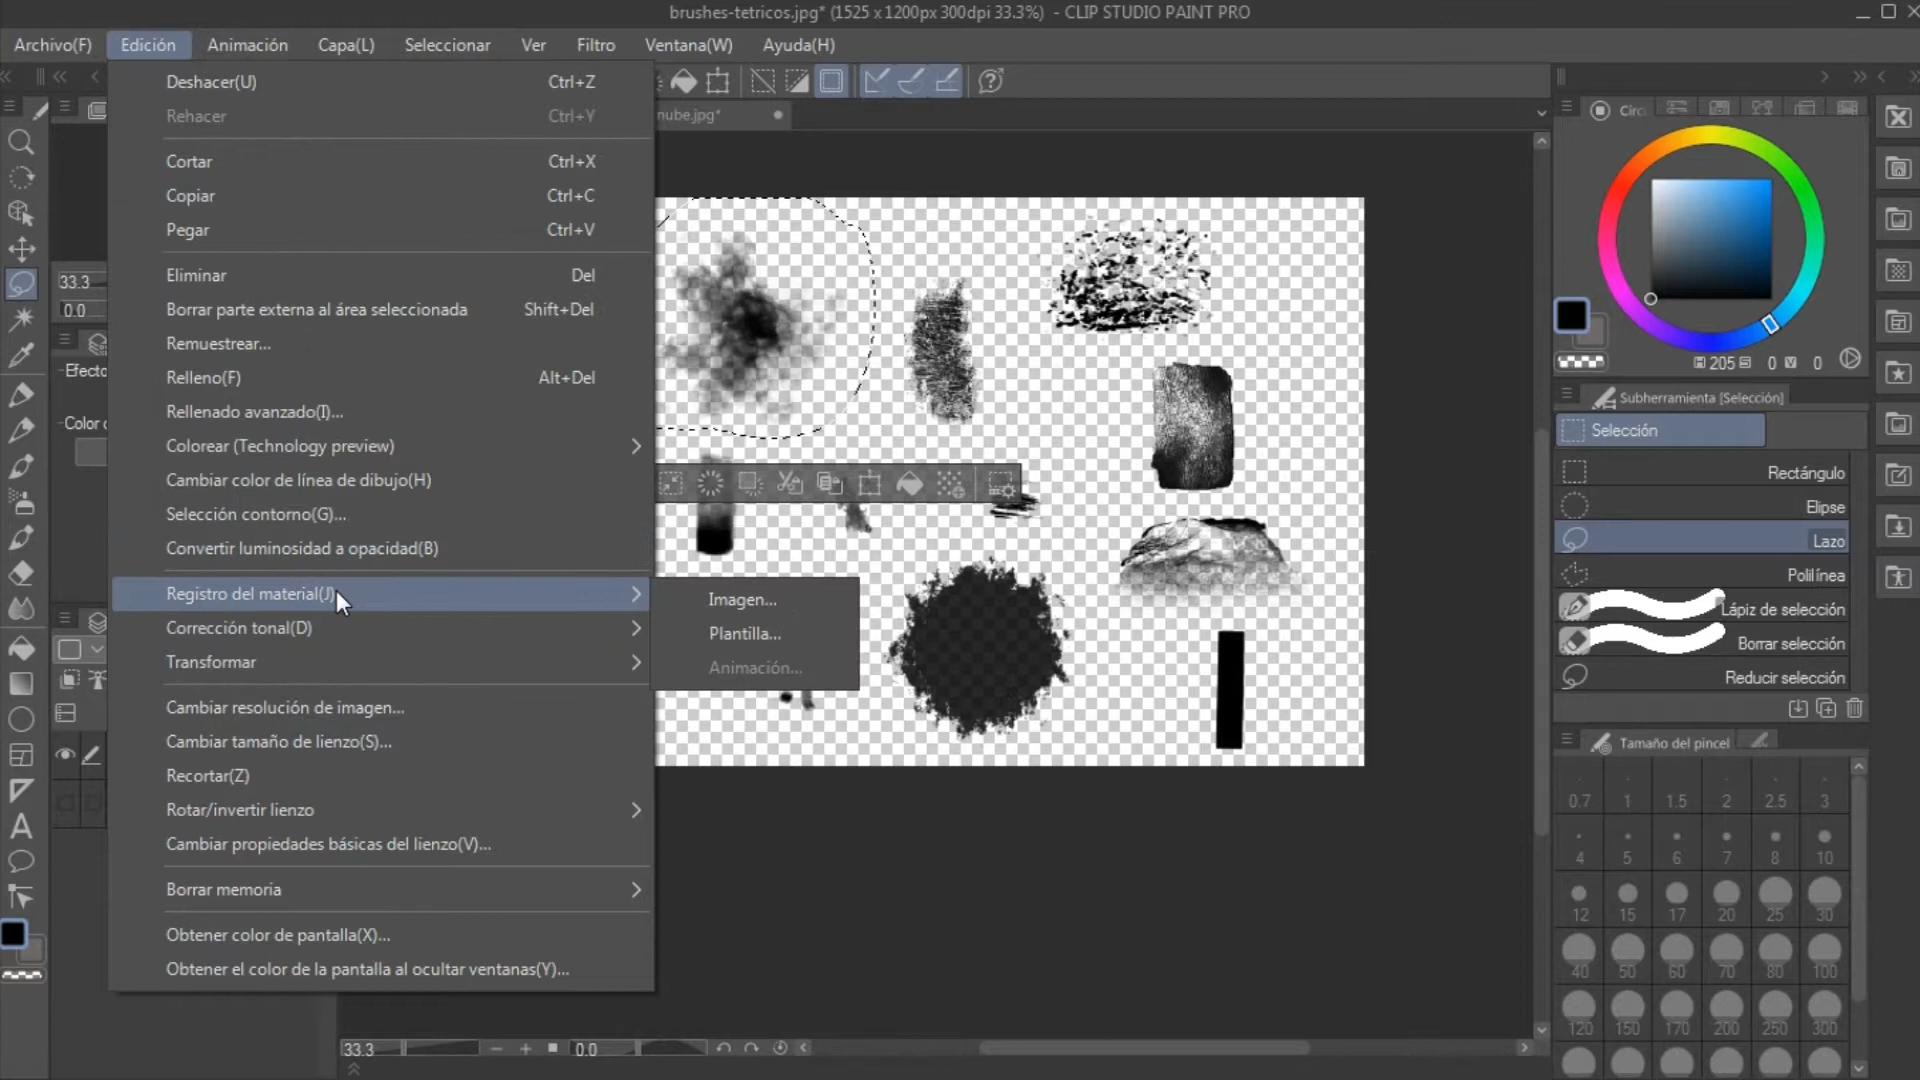 brushes-tetricos.jpg* (1525 x 1200px 300dpi 33.3%) - CLIP STUDIO PAINT PRO
Archivo(F) Edición Animación Capa(L) Seleccionar Ver Filtro Ventana(W) Ayuda(H)
Deshacer(U) Ctrl+Z
Rehacer Ctrl+Y
Cortar Ctrl+X
Copiar Ctrl+C
Pegar Ctrl+V
Eliminar Del
Borrar parte externa al área seleccionada Shift+Del
Remuestrear...
Relleno(F) Alt+Del
Rellenado avanzado(I)...
Colorear (Technology preview)
Cambiar color de línea de dibujo(H)
Selección contorno(G)...
Convertir luminosidad a opacidad(B)
Registro del material(J)
Corrección tonal(D)
Transformar
Cambiar resolución de imagen...
Cambiar tamaño de lienzo(S)...
Recortar(Z)
Rotar/invertir lienzo
Cambiar propiedades básicas del lienzo(V)...
Borrar memoria
Obtener color de pantalla(X)...
Obtener el color de la pantalla al ocultar ventanas(Y)...
Imagen...
Plantilla...
Animación...
nube.jpg*
33.3
0.0
Efecto
Color
Circ
205 0 0
Subherramienta [Selección]
Selección
Rectángulo
Elipse
Lazo
Polilínea
Lápiz de selección
Borrar selección
Reducir selección
Tamaño del pincel
0.7 1 1.5 2 2.5 3
4 5 6 7 8 10
12 15 17 20 25 30
40 50 60 70 80 100
120 150 170 200 250 300
33.3 0.0